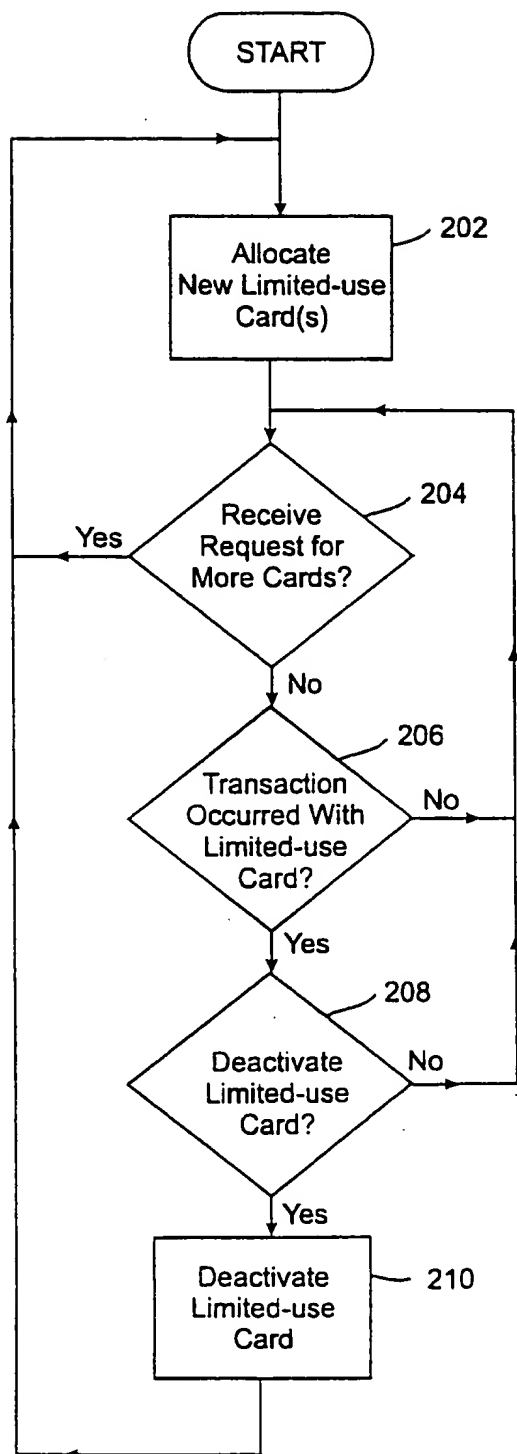 START
202
Allocate
New Limited-use
Card(s)
204
Receive
Request for
More Cards?
Yes
No
206
Transaction
Occurred With
Limited-use
Card?
No
Yes
208
Deactivate
Limited-use
Card?
No
Yes
210
Deactivate
Limited-use
Card